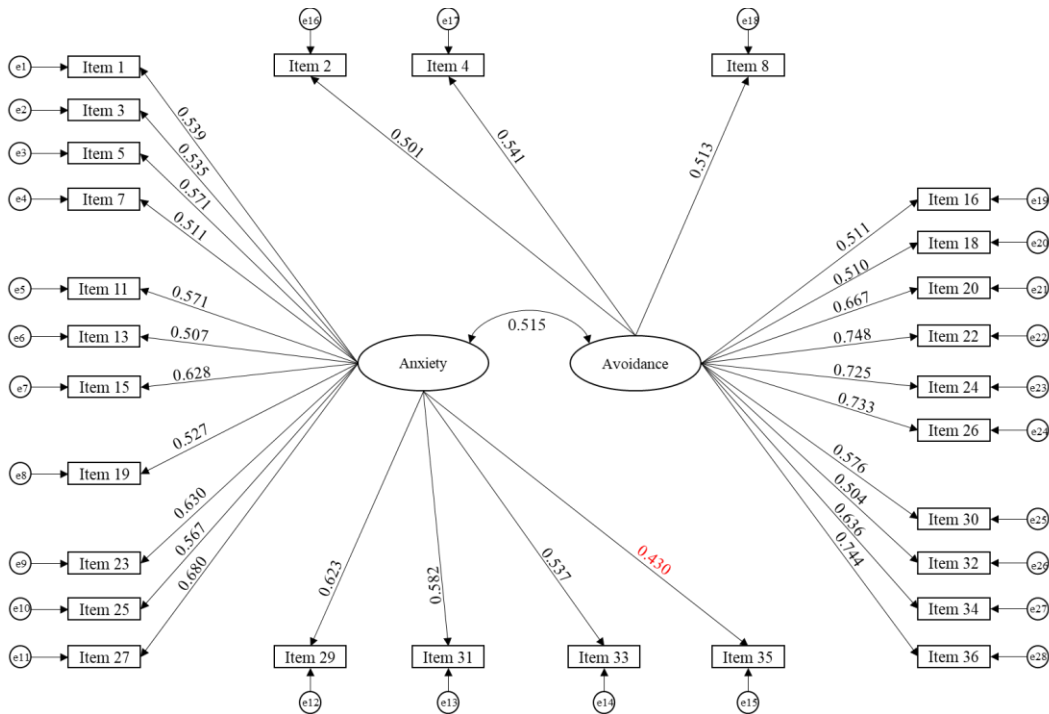 e16
e17
e18
e1
Item 1
Item 2
Item 4
Item 8
e2
Item 3
0.539
e3
Item 5
0.535
0.501
0.541
0.513
e4
Item 7
0.571
0.511
0.511
Item 16
e19
0.510
Item 18
e20
e5
Item 11
0.571
0.667
Item 20
e21
e6
Item 13
0.507
0.515
0.748
Item 22
e22
e7
Item 15
0.628
Anxiety
Avoidance
0.725
Item 24
e23
0.733
Item 26
e24
e8
Item 19
0.527
0.576
0.630
0.504
Item 30
e25
e9
Item 23
0.567
0.623
0.582
0.537
0.430
0.636
Item 32
e26
e10
Item 25
0.680
0.744
Item 34
e27
e11
Item 27
Item 29
Item 31
Item 33
Item 35
Item 36
e28
e12
e13
e14
e15